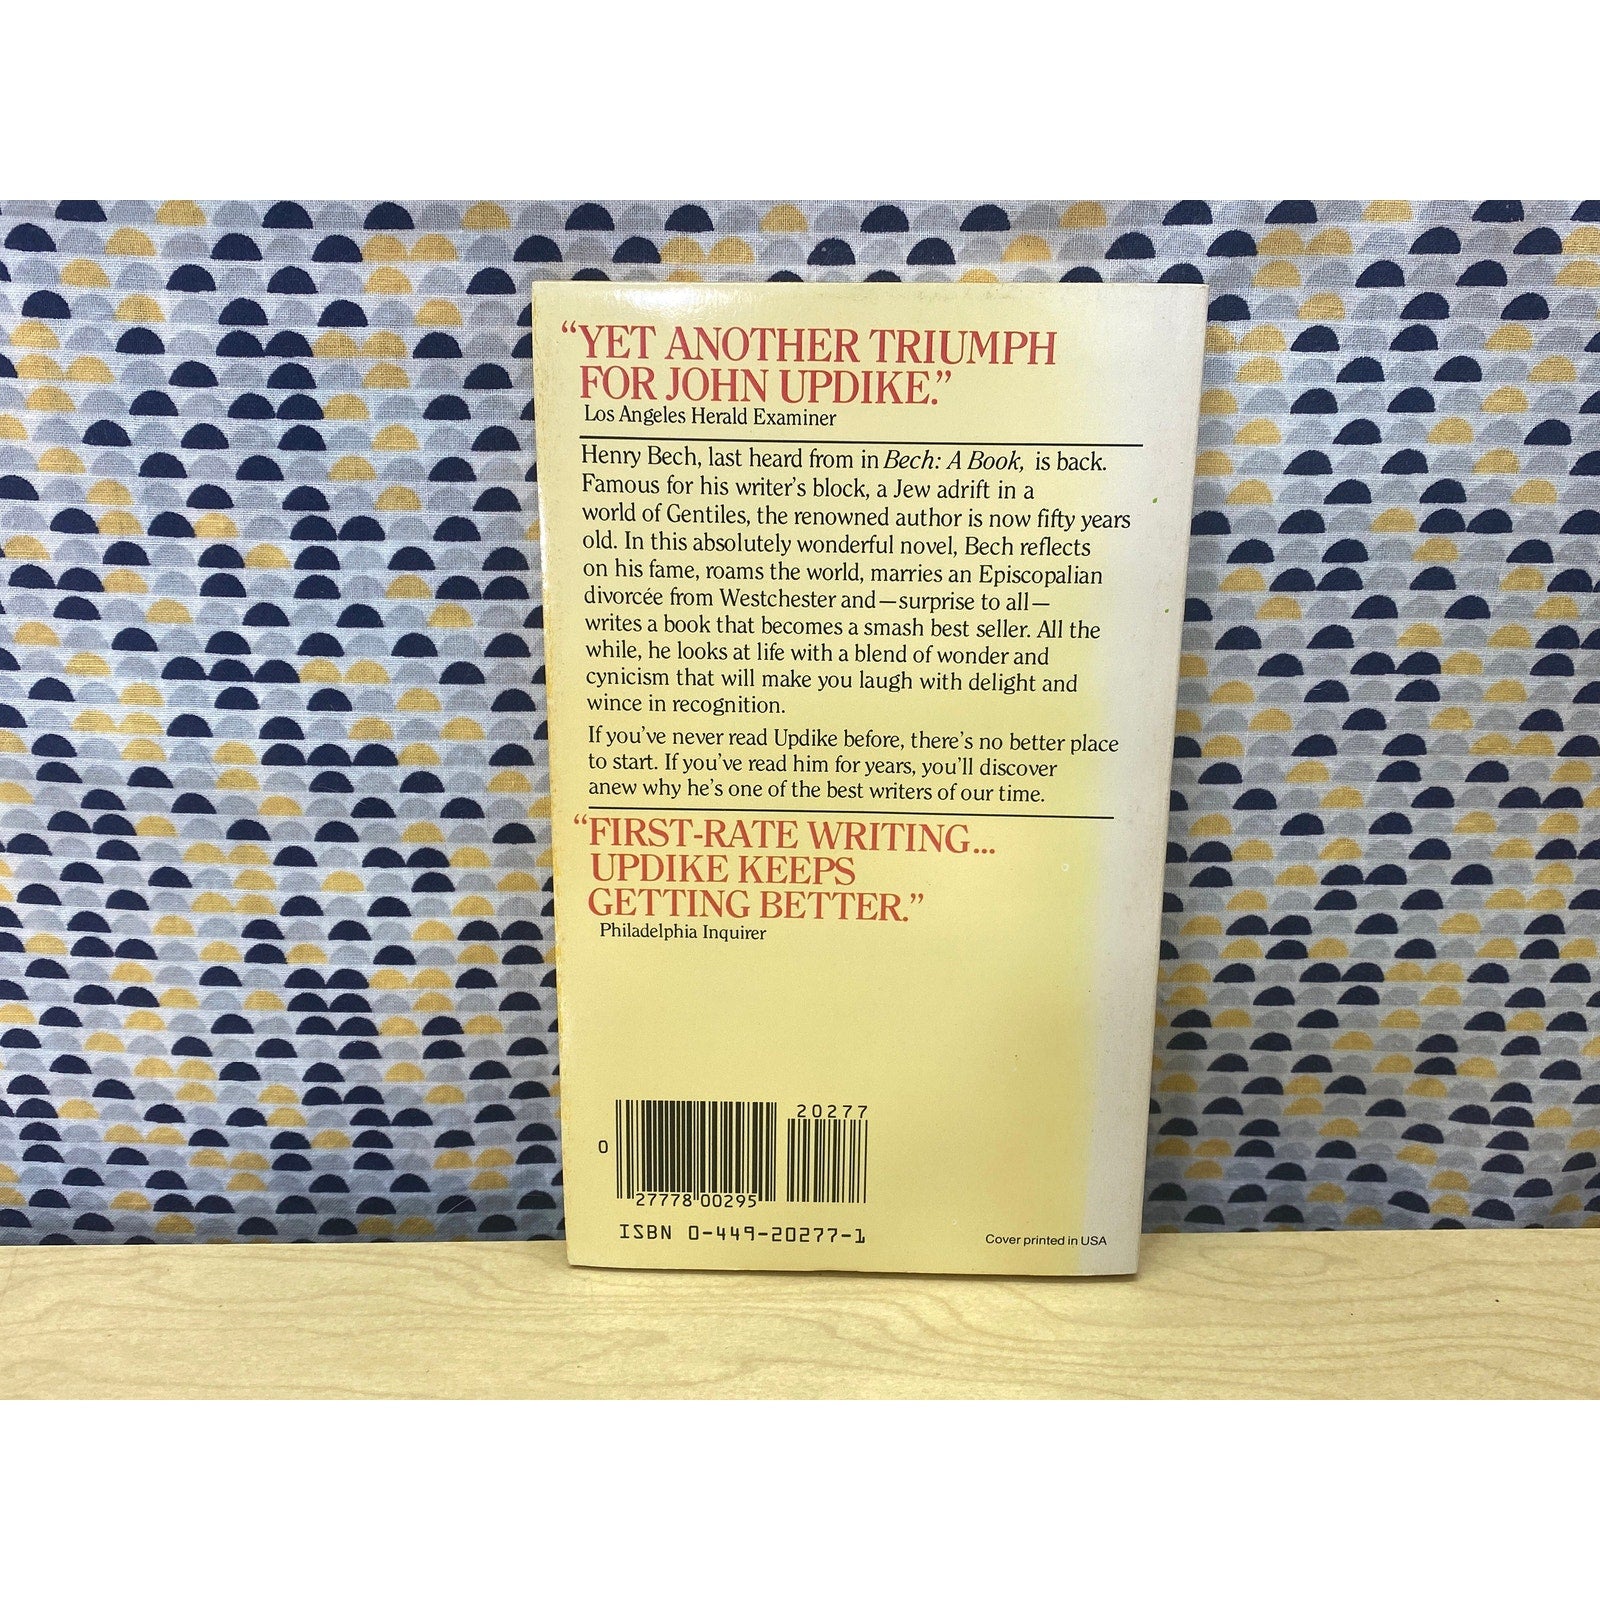 “YET ANOTHER TRIUMPH
FOR JOHN UPDIKE.”
Los Angeles Herald Examiner
Henry Bech, last heard from in Bech: A Book, is back.
Famous for his writer's block, a Jew adrift in a
world of Gentiles, the renowned author is now fifty years
old. In this absolutely wonderful novel, Bech reflects
on his fame, roams the world, marries an Episcopalian
divorcée from Westchester and—surprise to all—
writes a book that becomes a smash best seller. All the
while, he looks at life with a blend of wonder and
cynicism that will make you laugh with delight and
wince in recognition.
If you've never read Updike before, there's no better place
to start. If you've read him for years, you'll discover
anew why he's one of the best writers of our time.
“FIRST-RATE WRITING...
UPDIKE KEEPS
GETTING BETTER.”
Philadelphia Inquirer
20277
0
27778 00295
ISBN 0-449-20277-1
Cover printed in USA